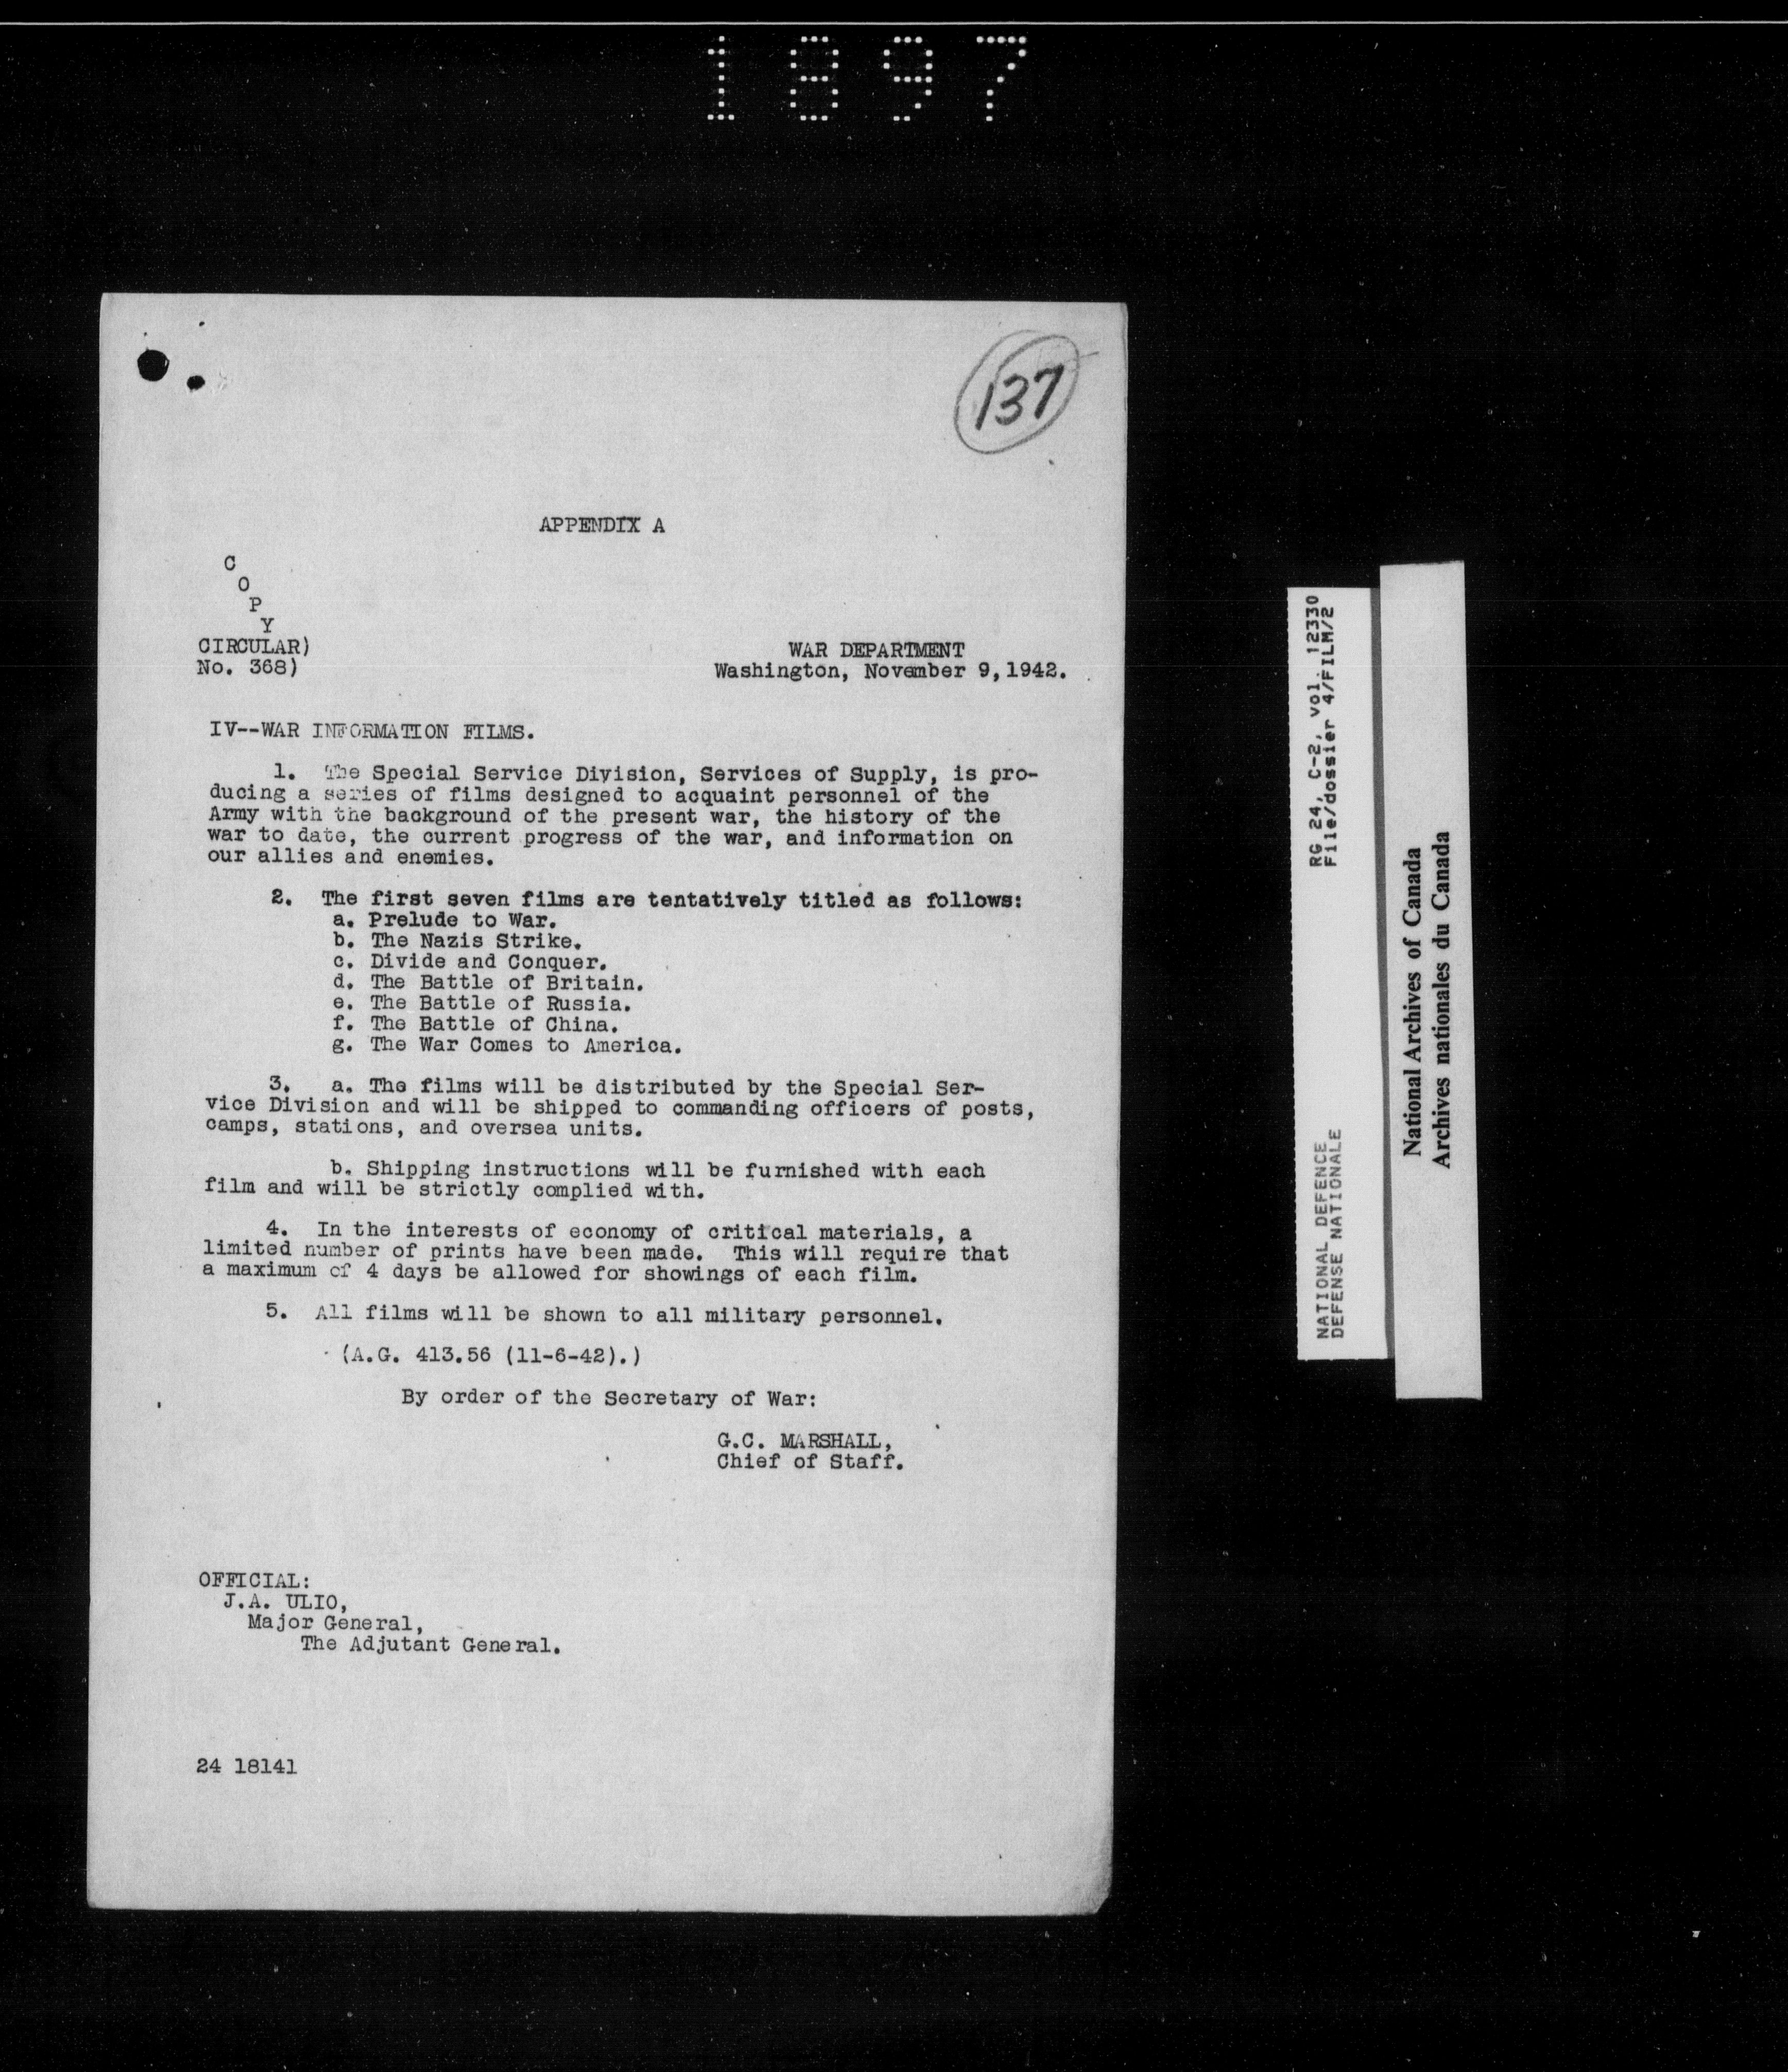 1897
137
APPENDIX A
C
O
P
Y
CIRCULAR)
No. 368)
WAR DEPARTMENT
Washington, November 9, 1942.
IV--WAR INFORMATION FILMS.
1. The Special Service Division, Services of Supply, is pro-
ducing a series of films designed to acquaint personnel of the
Army with the background of the present war, the history of the
war to date, the current progress of the war, and information on
our allies and enemies.
2. The first seven films are tentatively titled as follows:
a. Prelude to War.
b. The Nazis Strike.
c. Divide and Conquer.
d. The Battle of Britain.
e. The Battle of Russia.
f. The Battle of China.
g. The War Comes to America.
3. a. The films will be distributed by the Special Ser-
vice Division and will be shipped to commanding officers of posts,
camps, stations, and oversea units.
b. Shipping instructions will be furnished with each
film and will be strictly complied with.
4. In the interests of economy of critical materials, a
limited number of prints have been made. This will require that
a maximum of 4 days be allowed for showings of each film.
5. All films will be shown to all military personnel.
(A.G. 413.56 (11-6-42).)
By order of the Secretary of War:
G.C. MARSHALL,
Chief of Staff.
OFFICIAL:
J.A. ULIO,
Major General,
The Adjutant General.
24 18141
RG 24, C-2, vol. 12330
File/dossier 4/FILM/2
NATIONAL DEFENCE
DEFENSE NATIONALE
National Archives of Canada
Archives nationales du Canada